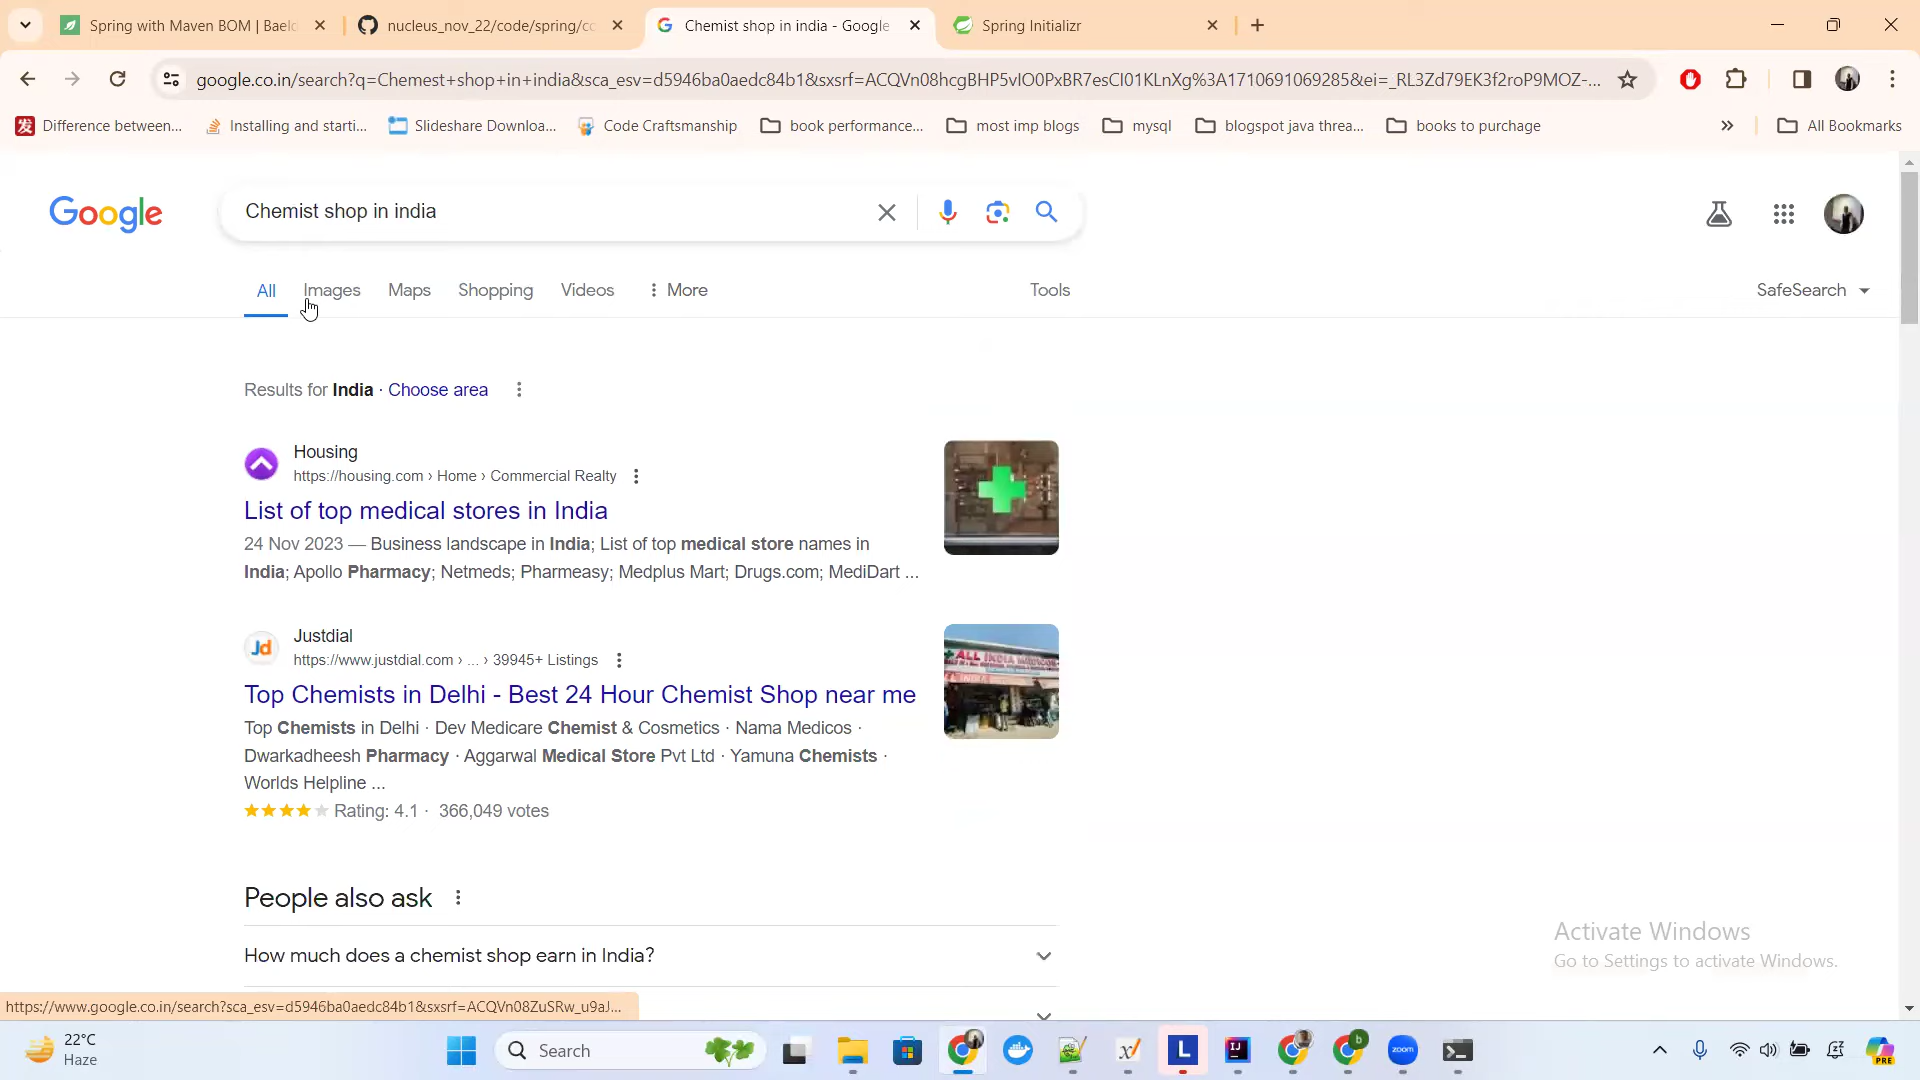 Spring with Maven BOM | Bael
nucleus_nov_22/code/spring/cc
Chemist shop in india - Google
Spring Initializr
google.co.in/search?q=Chemest+shop+in+india&sca_esv=d5946ba0aedc84b1&sxsrf=ACQVn08hcgBHP5vIO0PxBR7esCI01KLnXg%3A1710691069285&ei=_RL3Zd79EK3f2roP9MOZ-...
Difference between...
Installing and starti...
Slideshare Downloa...
Code Craftsmanship
book performance...
most imp blogs
mysql
blogspot java threa...
books to purchage
All Bookmarks
Google
Chemist shop in india
All
Images
Maps
Shopping
Videos
More
Tools
SafeSearch
Results for India · Choose area
Housing
https://housing.com › Home › Commercial Realty
List of top medical stores in India
24 Nov 2023 — Business landscape in India; List of top medical store names in
India; Apollo Pharmacy; Netmeds; Pharmeasy; Medplus Mart; Drugs.com; MediDart ...
Jd
Justdial
https://www.justdial.com › ... › 39945+ Listings
ALL INDIA MEDICOS
Top Chemists in Delhi - Best 24 Hour Chemist Shop near me
Top Chemists in Delhi · Dev Medicare Chemist & Cosmetics · Nama Medicos ·
Dwarkadheesh Pharmacy · Aggarwal Medical Store Pvt Ltd · Yamuna Chemists ·
Worlds Helpline ...
Rating: 4.1 · 366,049 votes
People also ask
How much does a chemist shop earn in India?
Activate Windows
Go to Settings to activate Windows.
https://www.google.co.in/search?sca_esv=d5946ba0aedc84b1&sxsrf=ACQVn08ZuSRw_u9aJ...
22°C
Haze
Search
L
IJ
b
zoom
PRE